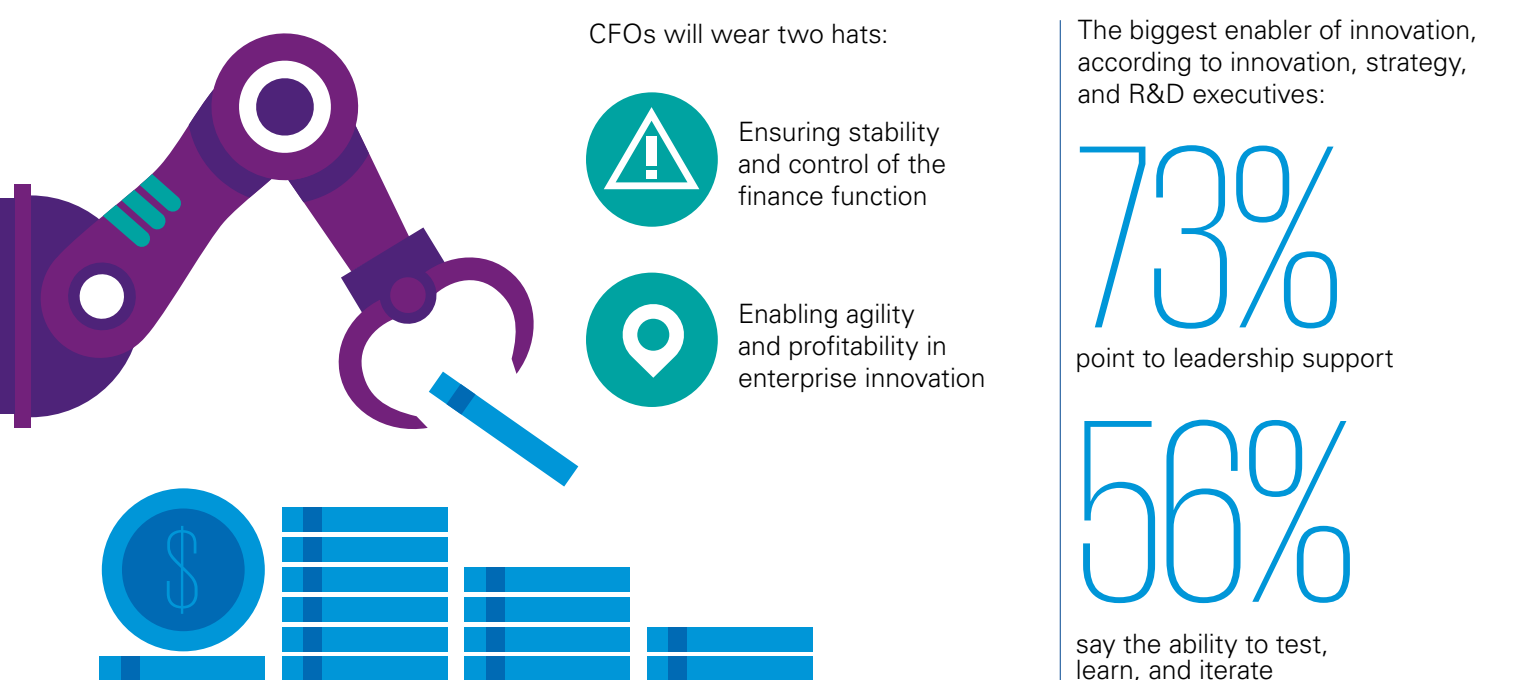 CFOs will wear two hats:
Ensuring stability
and control of the
finance function
Enabling agility
and profitability in
enterprise innovation
$
The biggest enabler of innovation,
according to innovation, strategy,
and R&D executives:
73%
point to leadership support
56%
say the ability to test,
learn, and iterate